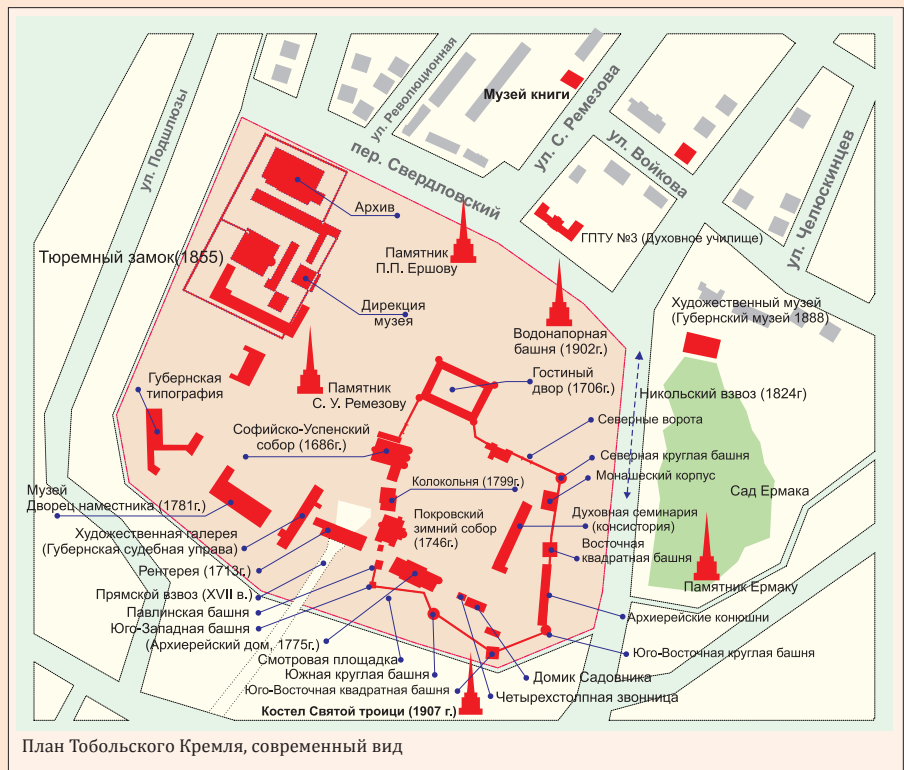 ул. Подшлюзы
ул. Революционная
Музей книги
ул. С. Ремезова
пер. Свердловский
ул. Войкова
ул. Челюскинцев
Архив
ГПТУ №3 (Духовное училище)
Тюремный замок(1855)
Памятник
П.П. Ершову
Дирекция
музея
Художественный музей
(Губернский музей 1888)
Водонапорная
башня (1902г.)
Губернская
типография
Памятник
С. У. Ремезову
Гостиный
двор (1706г.)
Никольский взвоз (1824г)
Софийско-Успенский
собор (1686г.)
Северные ворота
Северная круглая башня
Монашеский корпус
Колокольня (1799г.)
Сад Ермака
Музей
Дворец наместника (1781г.)
Покровский
зимний собор
(1746г.)
Духовная семинария
(консистория)
Художественная галерея
(Губернская судебная управа)
Восточная
квадратная башня
Рентерея (1713г.)
Памятник Ермаку
Прямской взвоз (XVII в.)
Павлинская башня
Архиерейские конюшни
Юго-Западная башня
(Архиерейский дом, 1775г.)
Юго-Восточная круглая башня
Смотровая площадка
Южная круглая башня
Домик Садовника
Юго-Восточная квадратная башня
Четырехстолпная звонница
Костел Святой троици (1907 г.)
План Тобольского Кремля, современный вид